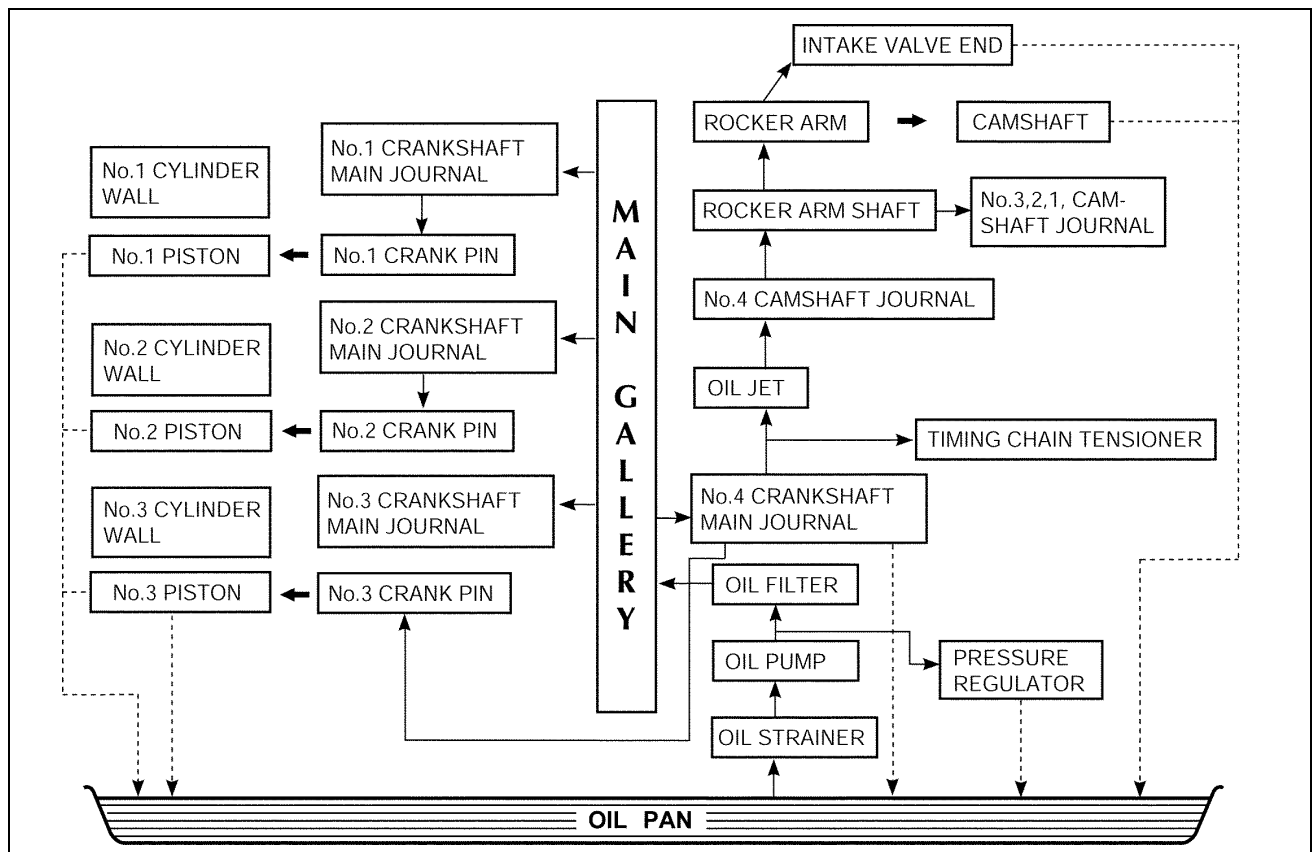 INTAKE VALVE END
ROCKER ARM
CAMSHAFT
No.1 CRANKSHAFT
MAIN JOURNAL
No.1 CYLINDER
WALL
ROCKER ARM SHAFT
No.3,2,1, CAM-
SHAFT JOURNAL
No.1 PISTON
No.1 CRANK PIN
No.4 CAMSHAFT JOURNAL
No.2 CRANKSHAFT
MAIN JOURNAL
No.2 CYLINDER
WALL
MAIN GALLERY
OIL JET
No.2 PISTON
No.2 CRANK PIN
TIMING CHAIN TENSIONER
No.3 CRANKSHAFT
MAIN JOURNAL
No.3 CYLINDER
WALL
No.4 CRANKSHAFT
MAIN JOURNAL
No.3 PISTON
No.3 CRANK PIN
OIL FILTER
OIL PUMP
PRESSURE
REGULATOR
OIL STRAINER
OIL PAN